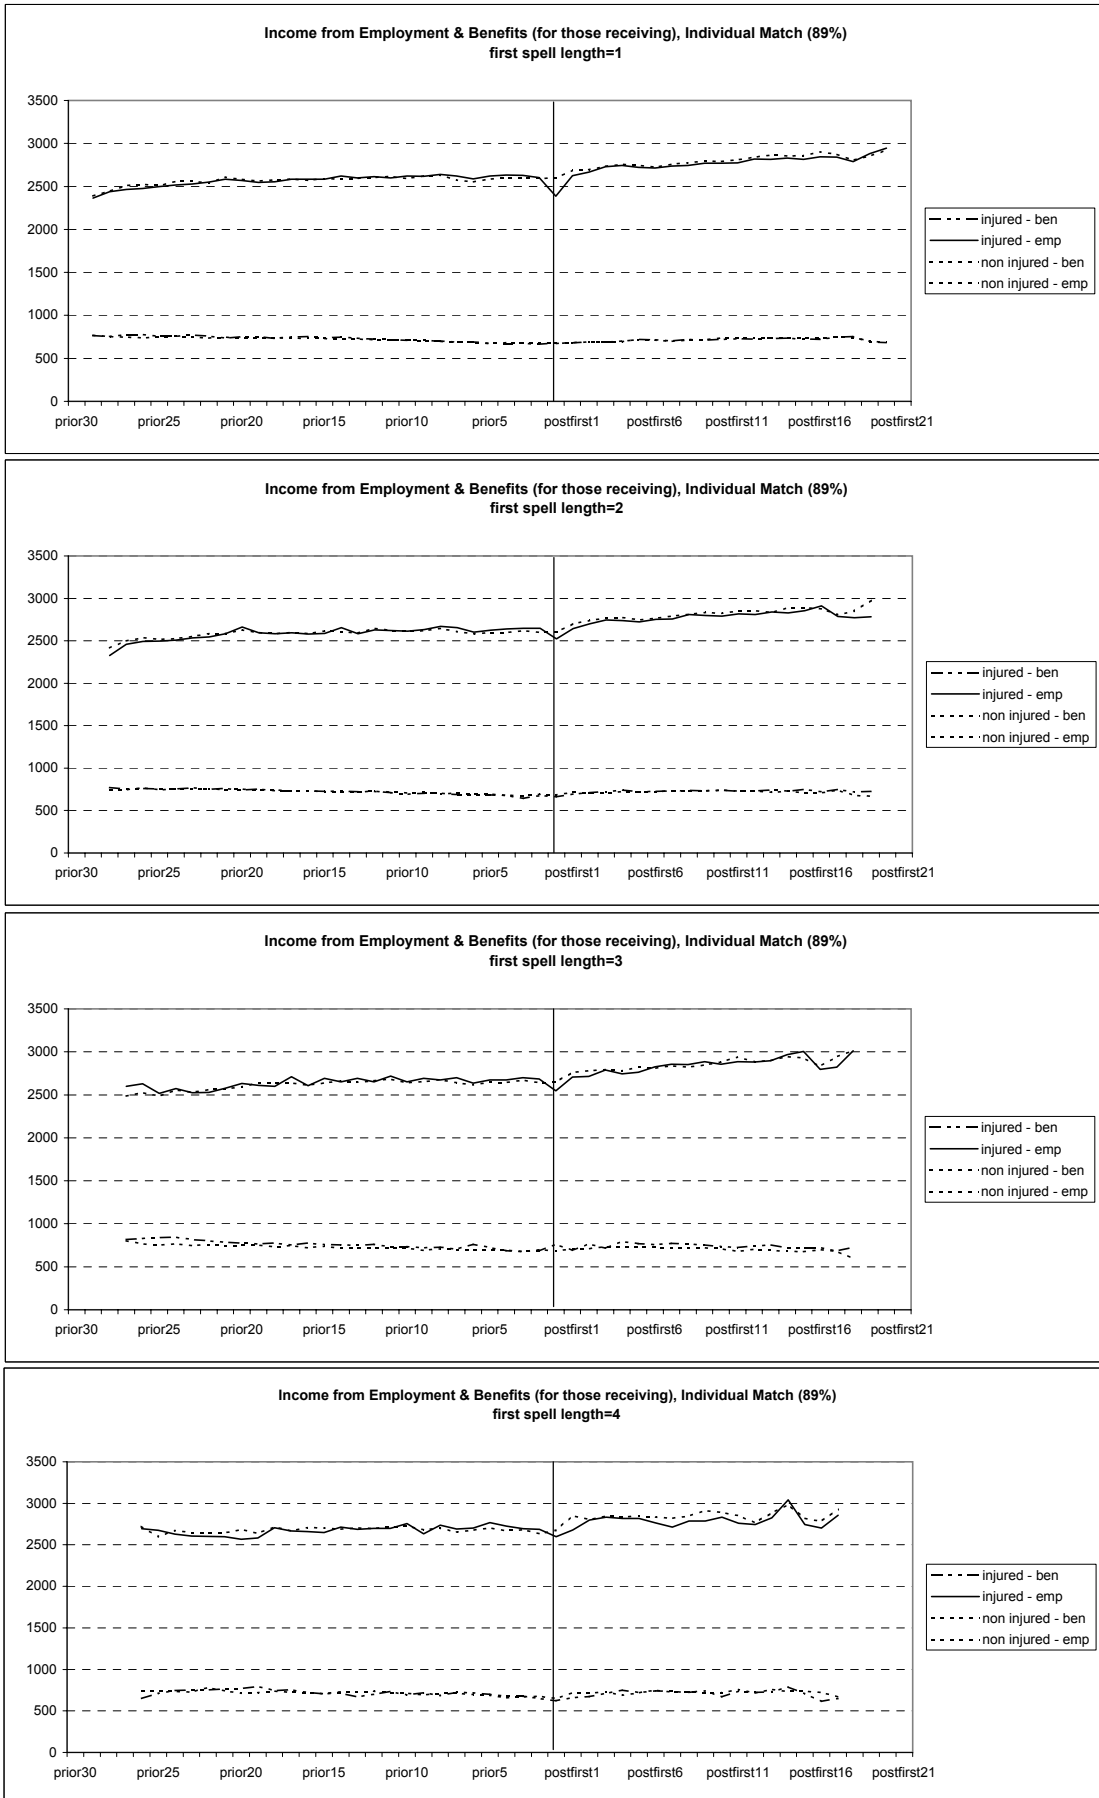 Income from Employment & Benefits (for those receiving), Individual Match (89%)
first spell length=1
3500
3000
2500
2000
1500
1000
500
0
prior30 prior25 prior20 prior15 prior10 prior5 postfirst1 postfirst6 postfirst11 postfirst16 postfirst21
injured - ben
injured - emp
non injured - ben
non injured - emp
Income from Employment & Benefits (for those receiving), Individual Match (89%)
first spell length=2
3500
3000
2500
2000
1500
1000
500
0
prior30 prior25 prior20 prior15 prior10 prior5 postfirst1 postfirst6 postfirst11 postfirst16 postfirst21
injured - ben
injured - emp
non injured - ben
non injured - emp
Income from Employment & Benefits (for those receiving), Individual Match (89%)
first spell length=3
3500
3000
2500
2000
1500
1000
500
0
prior30 prior25 prior20 prior15 prior10 prior5 postfirst1 postfirst6 postfirst11 postfirst16 postfirst21
injured - ben
injured - emp
non injured - ben
non injured - emp
Income from Employment & Benefits (for those receiving), Individual Match (89%)
first spell length=4
3500
3000
2500
2000
1500
1000
500
0
prior30 prior25 prior20 prior15 prior10 prior5 postfirst1 postfirst6 postfirst11 postfirst16 postfirst21
injured - ben
injured - emp
non injured - ben
non injured - emp